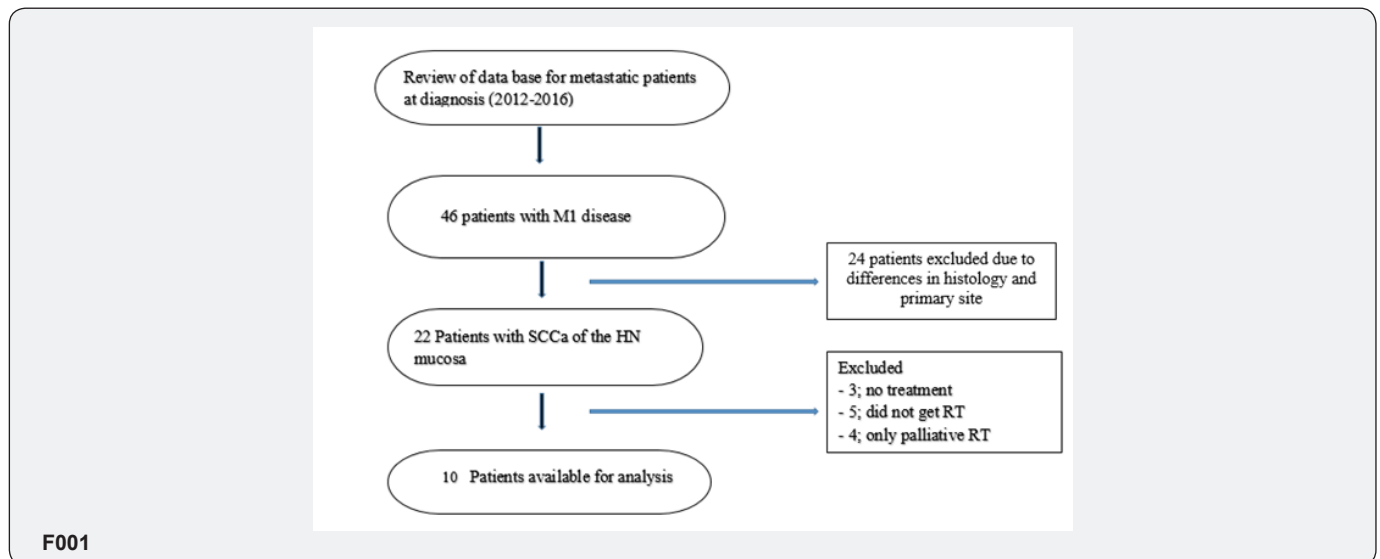 Review of data base for metastatic patients
at diagnosis (2012-2016)
46 patients with M1 disease
24 patients excluded due to
differences in histology and
primary site
22 Patients with SCCa of the HN
mucosa
Excluded
- 3; no treatment
- 5; did not get RT
- 4; only palliative RT
10 Patients available for analysis
F001